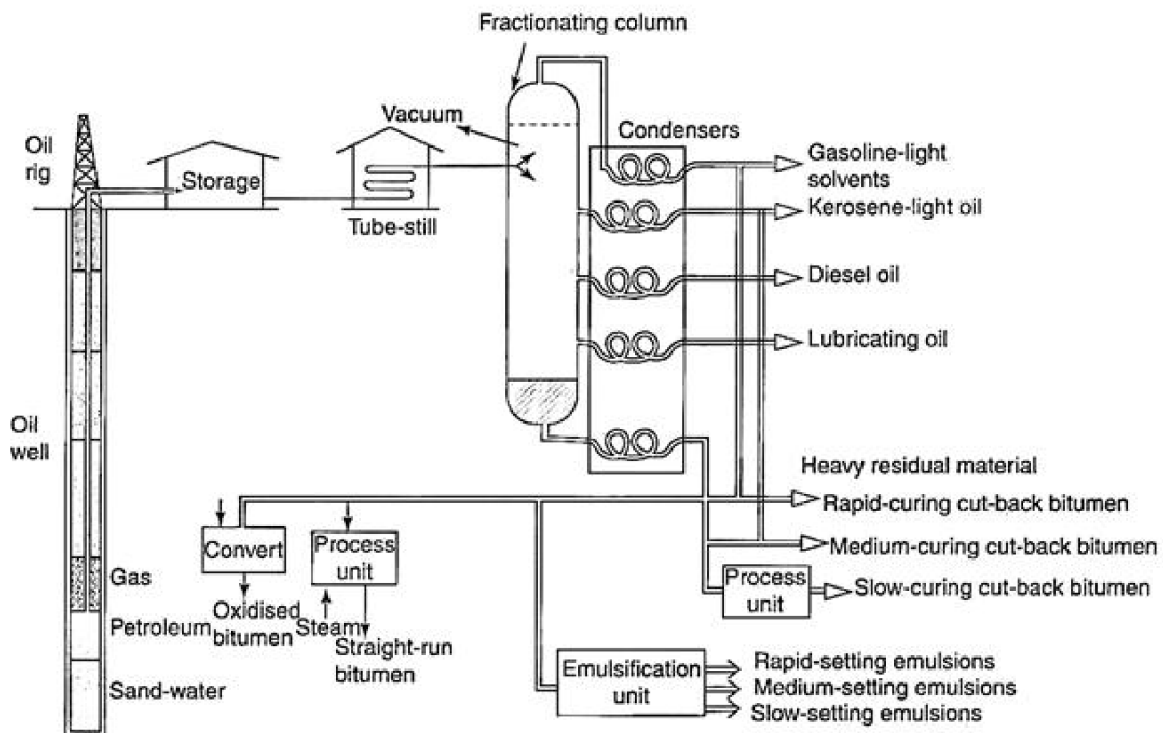 Fractionating column
Vacuum
Condensers
Oil
rig
Storage
Tube-still
Gasoline-light
solvents
Kerosene-light oil
Diesel oil
Lubricating oil
Oil
well
Heavy residual material
Rapid-curing cut-back bitumen
Convert
Process
unit
Medium-curing cut-back bitumen
Process
unit
Slow-curing cut-back bitumen
Gas
Petroleum
Oxidised
bitumen
Steam
Straight-run
bitumen
Sand-water
Emulsification
unit
Rapid-setting emulsions
Medium-setting emulsions
Slow-setting emulsions